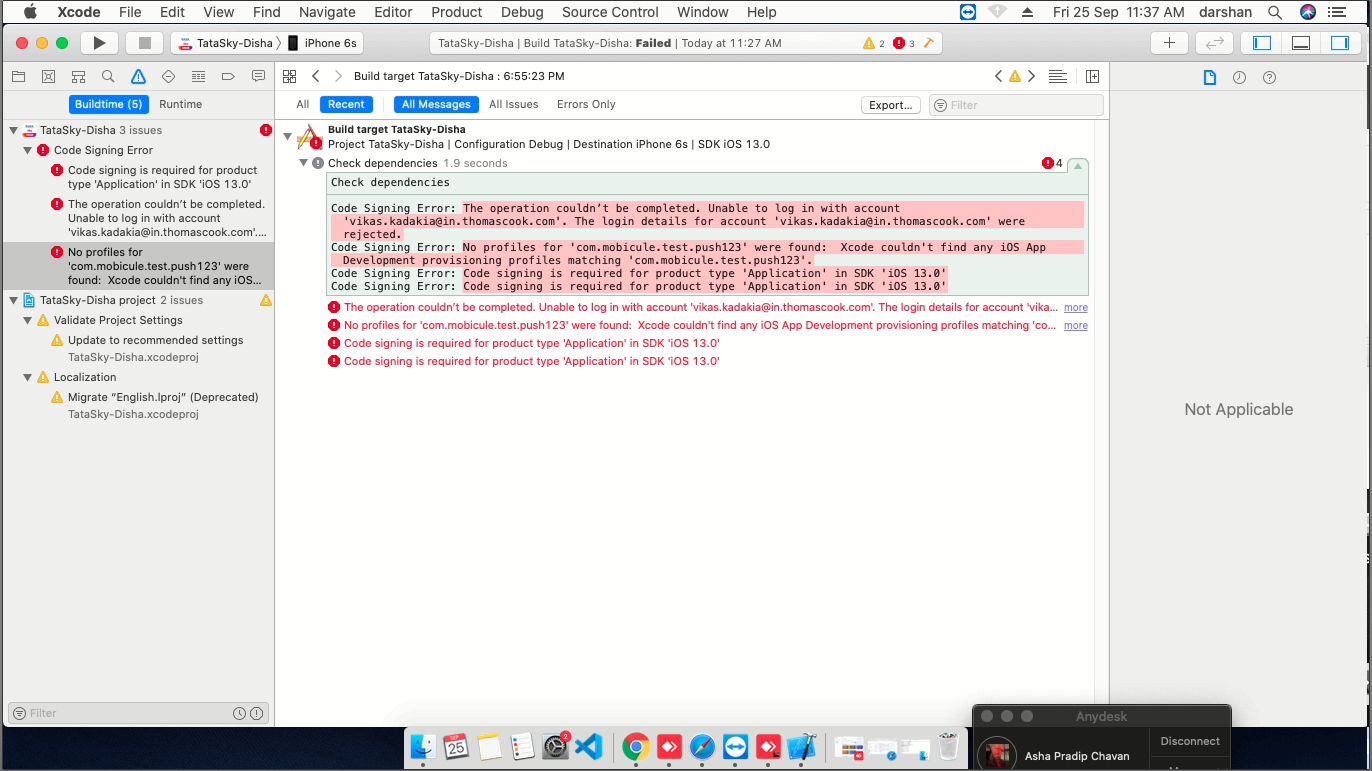 Xcode File Edit View Find Navigate Editor Product Debug Source Control Window Help Fri 25 Sep 11:37 AM darshan
TataSky-Disha iPhone 6s TataSky-Disha | Build TataSky-Disha: Failed | Today at 11:27 AM 2 3
Build target TataSky-Disha : 6:55:23 PM
Buildtime (5) Runtime
All Recent All Messages All Issues Errors Only Export... Filter
TataSky-Disha 3 issues
Code Signing Error
Code signing is required for product
type 'Application' in SDK 'iOS 13.0'
The operation couldn't be completed.
Unable to log in with account
'vikas.kadakia@in.thomascook.com'....
No profiles for
'com.mobicule.test.push123' were
found:  Xcode couldn't find any iOS...
TataSky-Disha project 2 issues
Validate Project Settings
Update to recommended settings
TataSky-Disha.xcodeproj
Localization
Migrate “English.lproj” (Deprecated)
TataSky-Disha.xcodeproj
Filter
Build target TataSky-Disha
Project TataSky-Disha | Configuration Debug | Destination iPhone 6s | SDK iOS 13.0
Check dependencies 1.9 seconds 4
Check dependencies
Code Signing Error: The operation couldn’t be completed. Unable to log in with account
'vikas.kadakia@in.thomascook.com'. The login details for account 'vikas.kadakia@in.thomascook.com' were
rejected.
Code Signing Error: No profiles for 'com.mobicule.test.push123' were found:  Xcode couldn't find any iOS App
Development provisioning profiles matching 'com.mobicule.test.push123'.
Code Signing Error: Code signing is required for product type 'Application' in SDK 'iOS 13.0'
Code Signing Error: Code signing is required for product type 'Application' in SDK 'iOS 13.0'
The operation couldn’t be completed. Unable to log in with account 'vikas.kadakia@in.thomascook.com'. The login details for account 'vika... more
No profiles for 'com.mobicule.test.push123' were found:  Xcode couldn't find any iOS App Development provisioning profiles matching 'co... more
Code signing is required for product type 'Application' in SDK 'iOS 13.0'
Code signing is required for product type 'Application' in SDK 'iOS 13.0'
Not Applicable
Anydesk
Asha Pradip Chavan
Disconnect
SEP
25
2